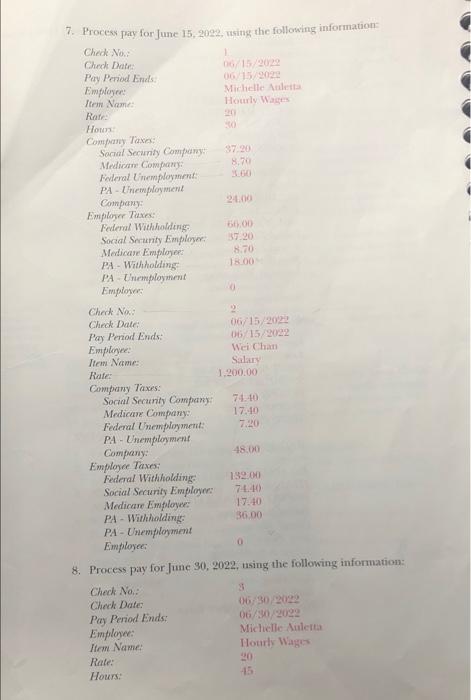 7. Process pay for June 15, 2022, using the following information:
Check No.: 1
Check Date: 06/15/2022
Pay Period Ends: 06/15/2022
Employee: Michelle Auletta
Item Name: Hourly Wages
Rate: 20
Hours: 30
Company Taxes:
Social Security Company: 37.20
Medicare Company: 8.70
Federal Unemployment: 3.60
PA - Unemployment
Company: 24.00
Employee Taxes:
Federal Withholding: 66.00
Social Security Employee: 37.20
Medicare Employee: 8.70
PA - Withholding: 18.00
PA - Unemployment
Employee: 0
Check No.: 2
Check Date: 06/15/2022
Pay Period Ends: 06/15/2022
Employee: Wei Chan
Item Name: Salary
Rate: 1,200.00
Company Taxes:
Social Security Company: 74.40
Medicare Company: 17.40
Federal Unemployment: 7.20
PA - Unemployment
Company: 48.00
Employee Taxes:
Federal Withholding: 132.00
Social Security Employee: 74.40
Medicare Employee: 17.40
PA - Withholding: 36.00
PA - Unemployment
Employee: 0
8. Process pay for June 30, 2022, using the following information:
Check No.: 3
Check Date: 06/30/2022
Pay Period Ends: 06/30/2022
Employee: Michelle Auletta
Item Name: Hourly Wages
Rate: 20
Hours: 45